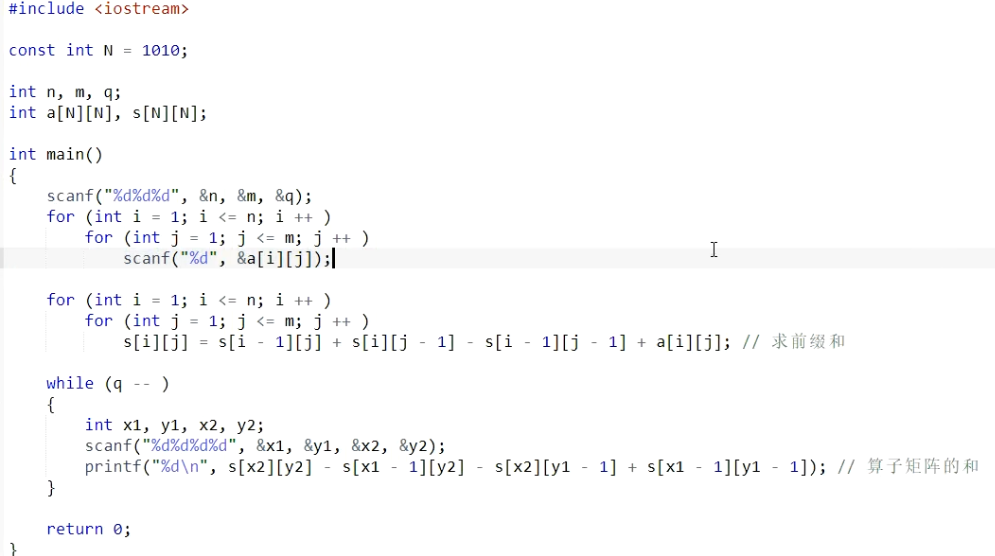 #include <iostream>
const int N = 1010;
int n, m, q;
int a[N][N], s[N][N];
int main()
{
    scanf("%d%d%d", &n, &m, &q);
    for (int i = 1; i <= n; i ++ )
        for (int j = 1; j <= m; j ++ )
            scanf("%d", &a[i][j]);
    for (int i = 1; i <= n; i ++ )
        for (int j = 1; j <= m; j ++ )
            s[i][j] = s[i - 1][j] + s[i][j - 1] - s[i - 1][j - 1] + a[i][j]; // 求前缀和
    while (q -- )
    {
        int x1, y1, x2, y2;
        scanf("%d%d%d%d", &x1, &y1, &x2, &y2);
        printf("%d\n", s[x2][y2] - s[x1 - 1][y2] - s[x2][y1 - 1] + s[x1 - 1][y1 - 1]); // 算子矩阵的和
    }
    return 0;
}